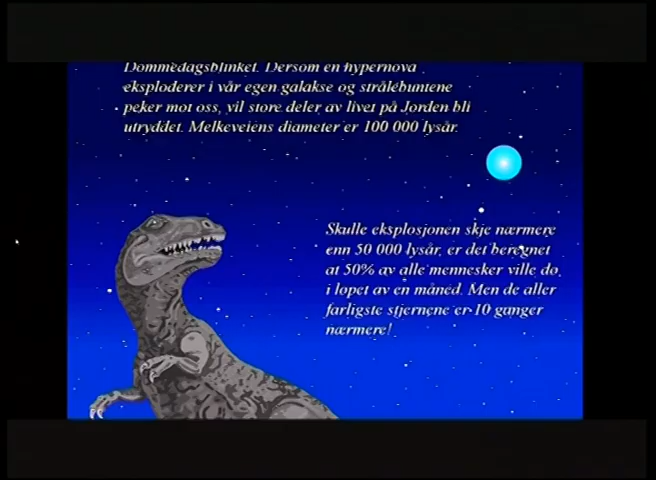 Dommedagsblinket. Dersom en hypernova
eksploderer i vår egen galakse og strålebuntene
peker mot oss, vil store deler av livet på Jorden bli
utryddet. Melkeveiens diameter er 100 000 lysår.
Skulle eksplosjonen skje nærmere
enn 50 000 lysår, er det beregnet
at 50% av alle mennesker ville dø
i løpet av en måned. Men de aller
farligste stjernene er 10 ganger
nærmere!